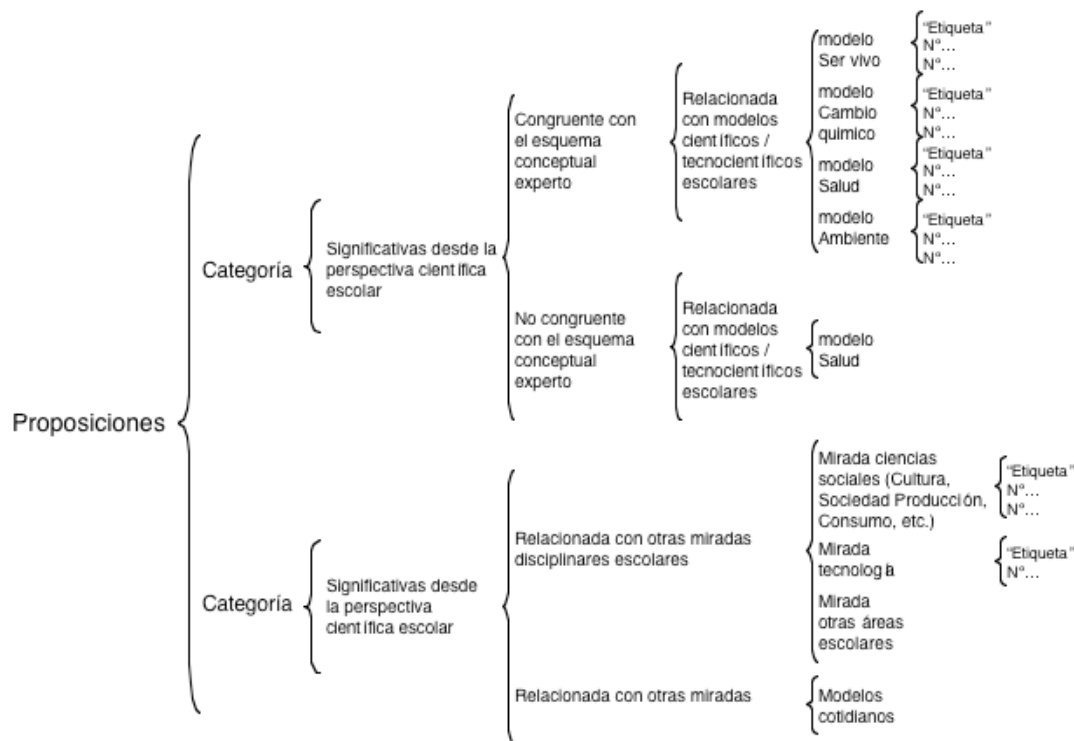 Proposiciones
Categoría
Significativas desde la
perspectiva científica
escolar
Congruente con
el esquema
conceptual
experto
Relacionada
con modelos
científicos /
tecnocientíficos
escolares
modelo
Ser vivo
"Etiqueta"
N°...
N°...
modelo
Cambio
quimico
"Etiqueta"
N°...
N°...
modelo
Salud
"Etiqueta"
N°...
N°...
modelo
Ambiente
"Etiqueta"
N°...
N°...
No congruente
con el esquema
conceptual
experto
Relacionada
con modelos
científicos /
tecnocientíficos
escolares
modelo
Salud
Categoría
Significativas desde
la perspectiva
científica escolar
Relacionada con otras miradas
disciplinares escolares
Mirada ciencias
sociales (Cultura,
Sociedad Producción,
Consumo, etc.)
"Etiqueta"
N°...
N°...
Mirada
tecnología
"Etiqueta"
N°...
Mirada
otras áreas
escolares
Relacionada con otras miradas
Modelos
cotidianos